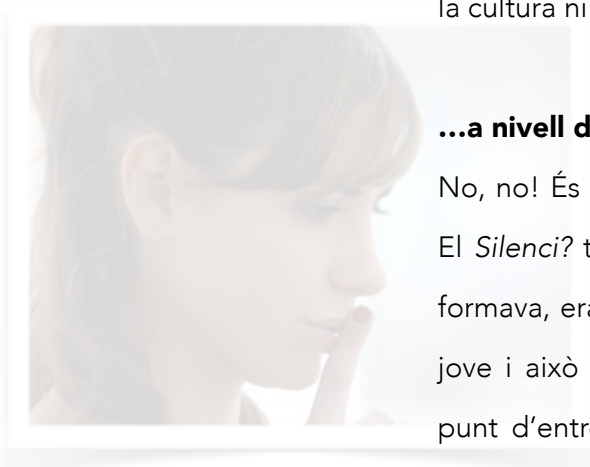 la cultura ni
...a nivell d
No, no! És
El Silenci? t
formava, era
jove i això
punt d'entre